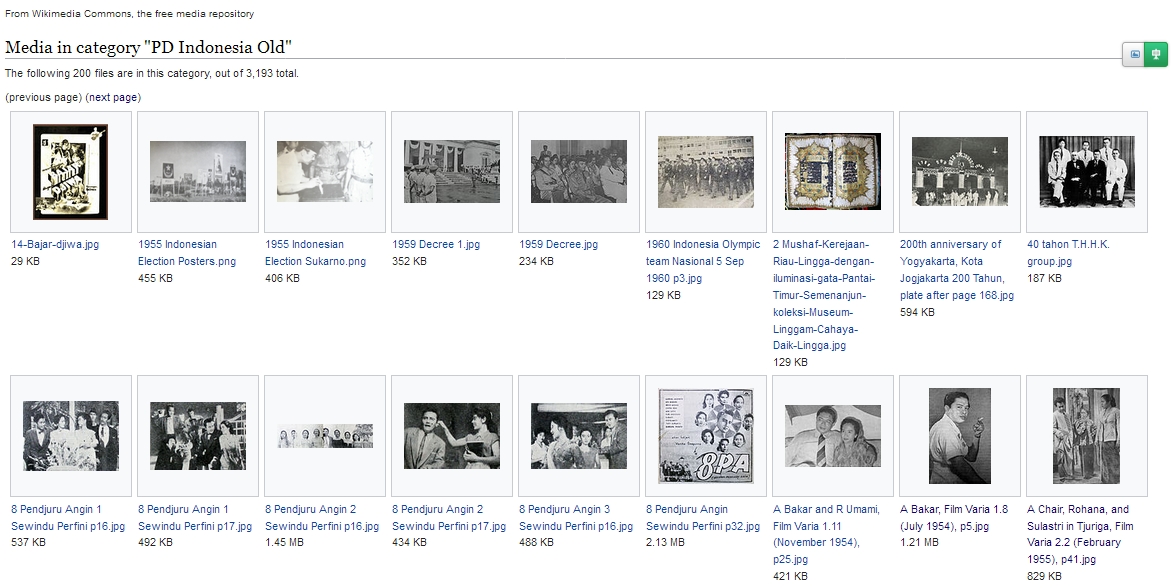 From Wikimedia Commons, the free media repository
Media in category "PD Indonesia Old"
The following 200 files are in this category, out of 3,193 total.
(previous page) (next page)
14-Bajar-djiwa.jpg
29 KB
1955 Indonesian
Election Posters.png
455 KB
1955 Indonesian
Election Sukarno.png
406 KB
1959 Decree 1.jpg
352 KB
1959 Decree.jpg
234 KB
1960 Indonesia Olympic
team Nasional 5 Sep
1960 p3.jpg
129 KB
2 Mushaf-Kerejaan-
Riau-Lingga-dengan-
iluminasi-gata-Pantai-
Timur-Semenanjun-
koleksi-Museum-
Linggam-Cahaya-
Daik-Lingga.jpg
129 KB
200th anniversary of
Yogyakarta, Kota
Jogjakarta 200 Tahun,
plate after page 168.jpg
594 KB
40 tahon T.H.H.K.
group.jpg
187 KB
8PA
8 Pendjuru Angin 1
Sewindu Perfini p16.jpg
537 KB
8 Pendjuru Angin 1
Sewindu Perfini p17.jpg
492 KB
8 Pendjuru Angin 2
Sewindu Perfini p16.jpg
1.45 MB
8 Pendjuru Angin 2
Sewindu Perfini p17.jpg
434 KB
8 Pendjuru Angin 3
Sewindu Perfini p16.jpg
488 KB
8 Pendjuru Angin
Sewindu Perfini p32.jpg
2.13 MB
A Bakar and R Umami,
Film Varia 1.11
(November 1954),
p25.jpg
421 KB
A Bakar, Film Varia 1.8
(July 1954), p5.jpg
1.21 MB
A Chair, Rohana, and
Sulastri in Tjuriga, Film
Varia 2.2 (February
1955), p41.jpg
829 KB